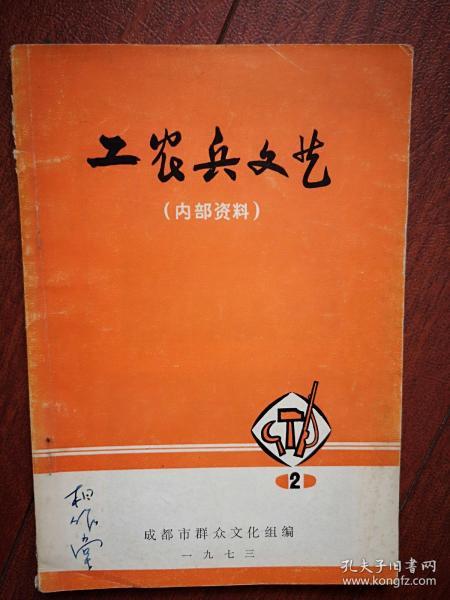 工农兵文艺
（内部资料）
2
成都市群众文化组编
一九七三
孔夫子旧书网
www.kongfz.com